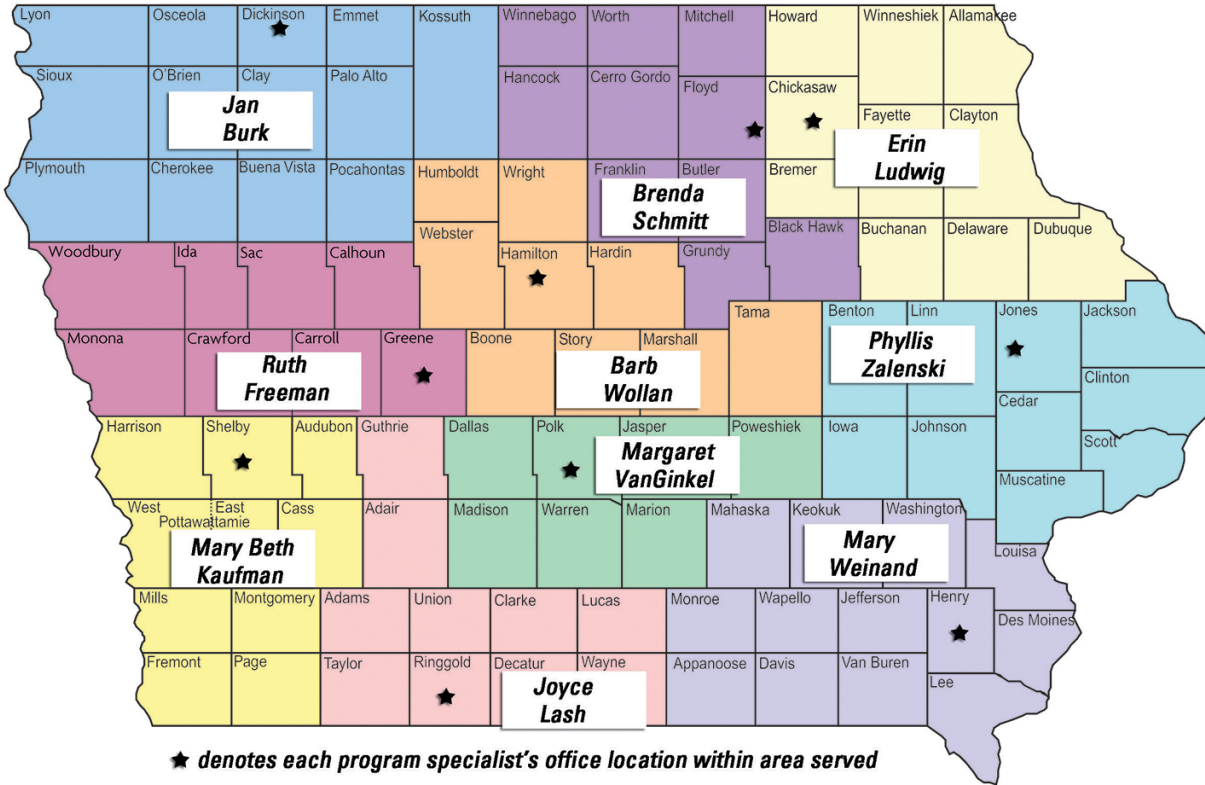 Lyon Osceola Dickinson Emmet Kossuth Winnebago Worth Mitchell Howard Winneshiek Allamakee
Sioux O'Brien Clay Palo Alto Hancock Cerro Gordo Floyd Chickasaw Fayette Clayton
Jan
Burk
Erin
Ludwig
Plymouth Cherokee Buena Vista Pocahontas Humboldt Wright Franklin Butler Bremer
Brenda
Schmitt
Webster Black Hawk Buchanan Delaware Dubuque
Woodbury Ida Sac Calhoun Hamilton Hardin Grundy
Tama Benton Linn Jones Jackson
Monona Crawford Carroll Greene Boone Story Marshall
Ruth
Freeman
Barb
Wollan
Phyllis
Zalenski
Clinton
Cedar
Harrison Shelby Audubon Guthrie Dallas Polk Jasper Poweshiek Iowa Johnson Scott
Margaret
VanGinkel
Muscatine
West East Cass Adair Madison Warren Marion Mahaska Keokuk Washington
Pottawattamie
Mary Beth
Kaufman
Mary
Weinand
Louisa
Mills Montgomery Adams Union Clarke Lucas Monroe Wapello Jefferson Henry
Des Moines
Fremont Page Taylor Ringgold Decatur Wayne Appanoose Davis Van Buren Lee
Joyce
Lash
denotes each program specialist's office location within area served